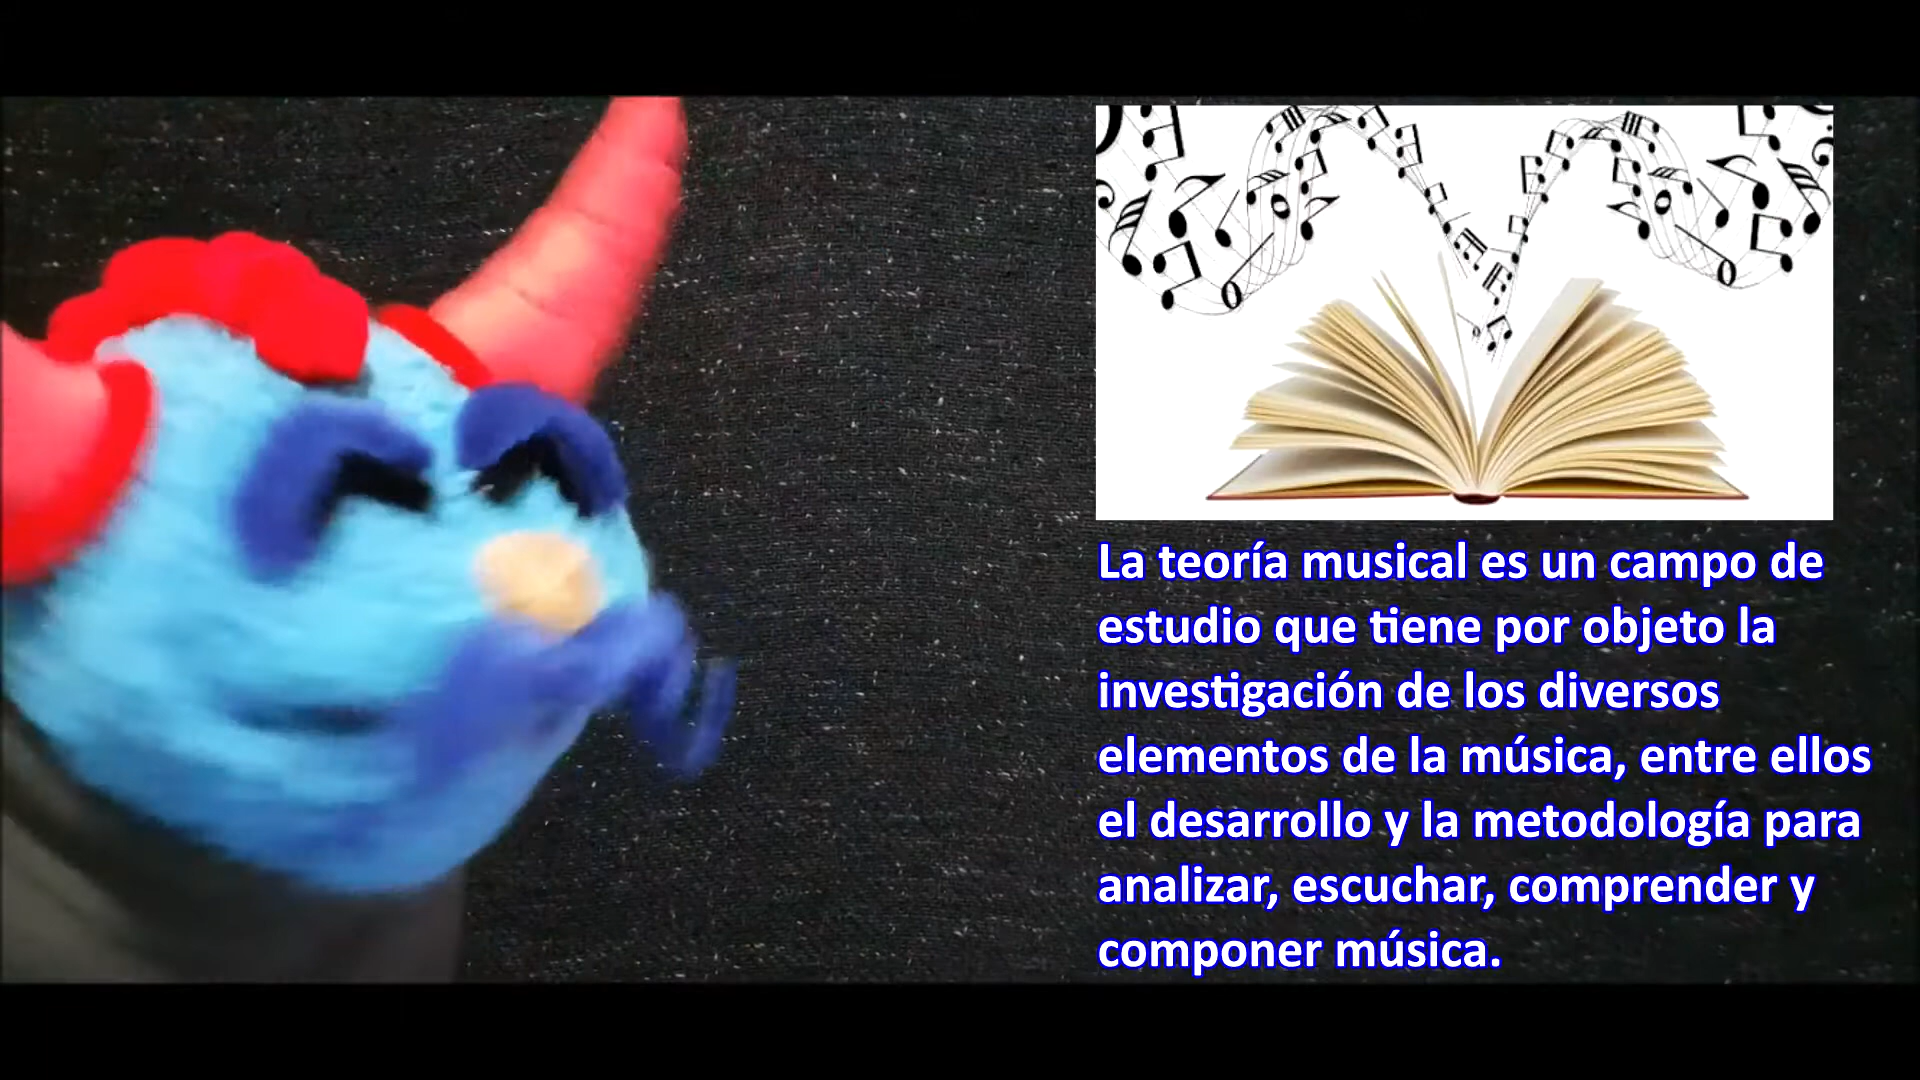 La teoría musical es un campo de
estudio que tiene por objeto la
investigación de los diversos
elementos de la música, entre ellos
el desarrollo y la metodología para
analizar, escuchar, comprender y
componer música.